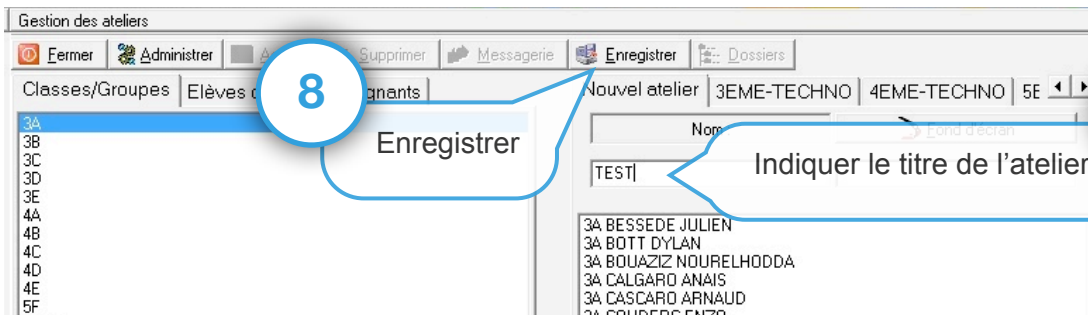 Gestion des ateliers
Fermer Administrer Supprimer Messagerie Enregistrer Dossiers
8
Classes/Groupes Elèves
Nouvel atelier 3EME-TECHNO 4EME-TECHNO 5E
Enregistrer
Nom Fond d'écran
TEST
Indiquer le titre de l'atelier
3A
3B
3C
3D
3E
4A
4B
4C
4D
4E
5F
3A BESSEDE JULIEN
3A BOTT DYLAN
3A BOUAZIZ NOURELHODDA
3A CALGARO ANAIS
3A CASCARO ARNAUD